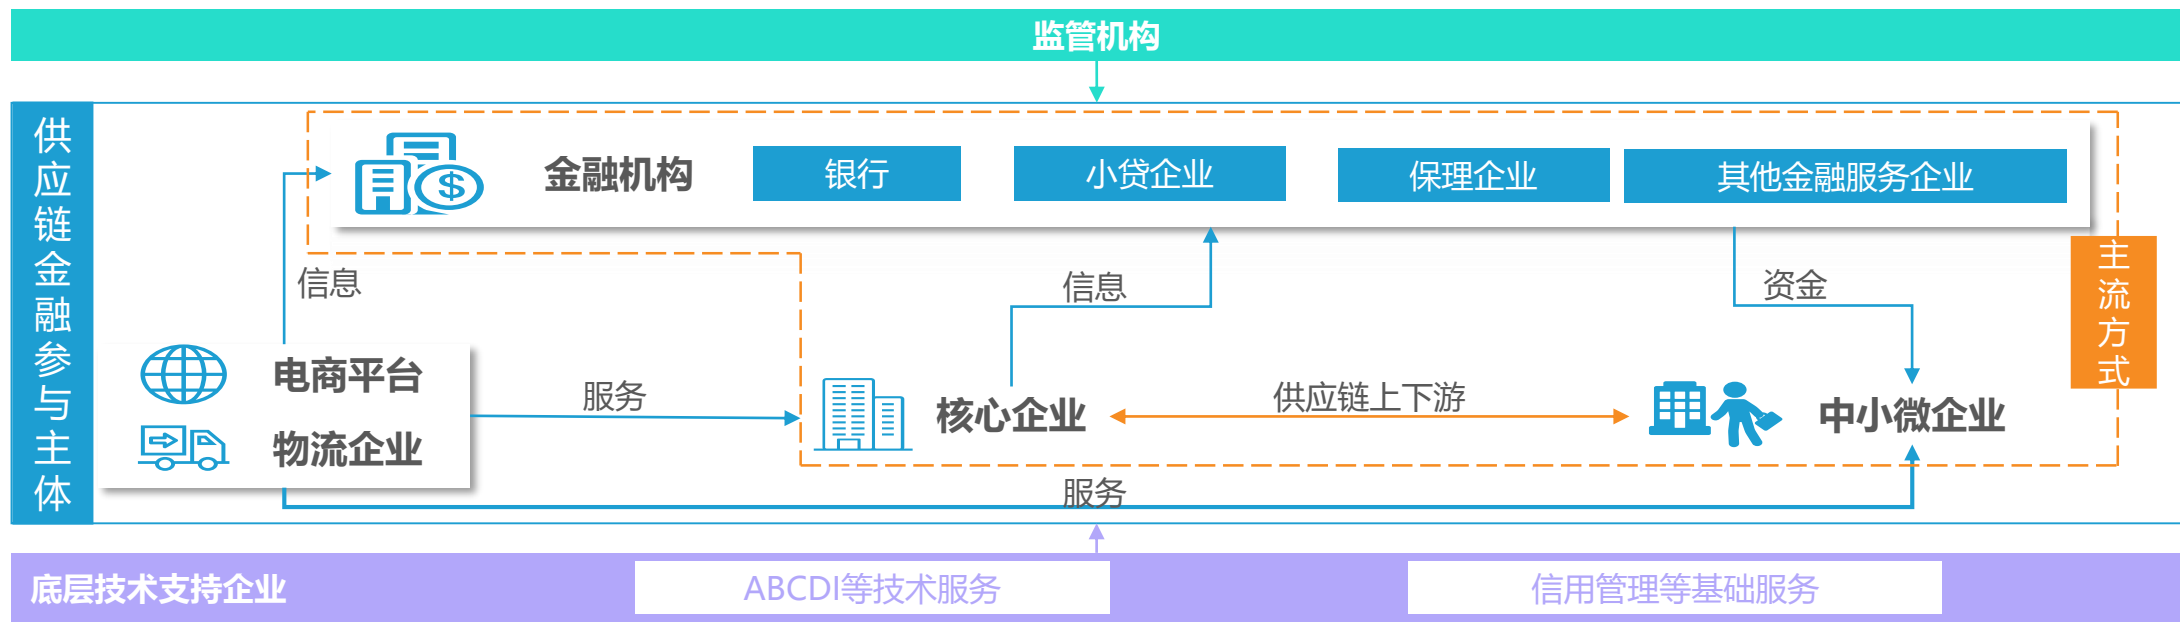 监管机构
供应链金融参与主体
金融机构
银行
小贷企业
保理企业
其他金融服务企业
主流方式
信息
信息
资金
电商平台
物流企业
服务
核心企业
供应链上下游
中小微企业
服务
底层技术支持企业
ABCDI等技术服务
信用管理等基础服务